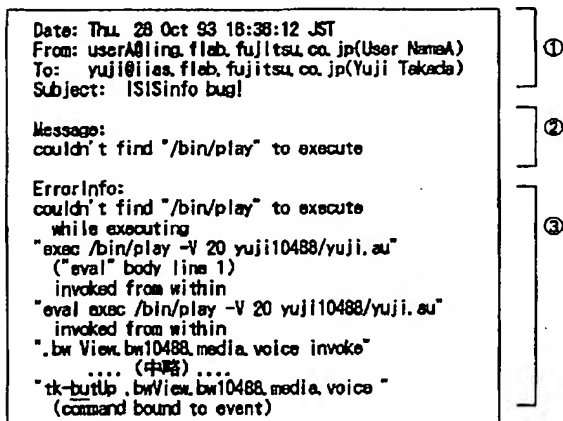 Date: Thu, 28 Oct 93 16:36:12 JST
From: userA@ling.flab.fujitsu.co.jp(User NameA)
To: yuji@iias.flab.fujitsu.co.jp(Yuji Takada)
Subject: ISISinfo bug!
①
Message:
couldn't find "/bin/play" to execute
②
ErrorInfo:
couldn't find "/bin/play" to execute
while executing
"exec /bin/play -V 20 yuji10488/yuji.au"
("eval" body line 1)
invoked from within
"eval exec /bin/play -V 20 yuji10488/yuji.au"
invoked from within
".bw View.bw10488.media.voice invoke"
.... (中略) ....
"tk-butUp .bwView.bw10488.media.voice "
(command bound to event)
③